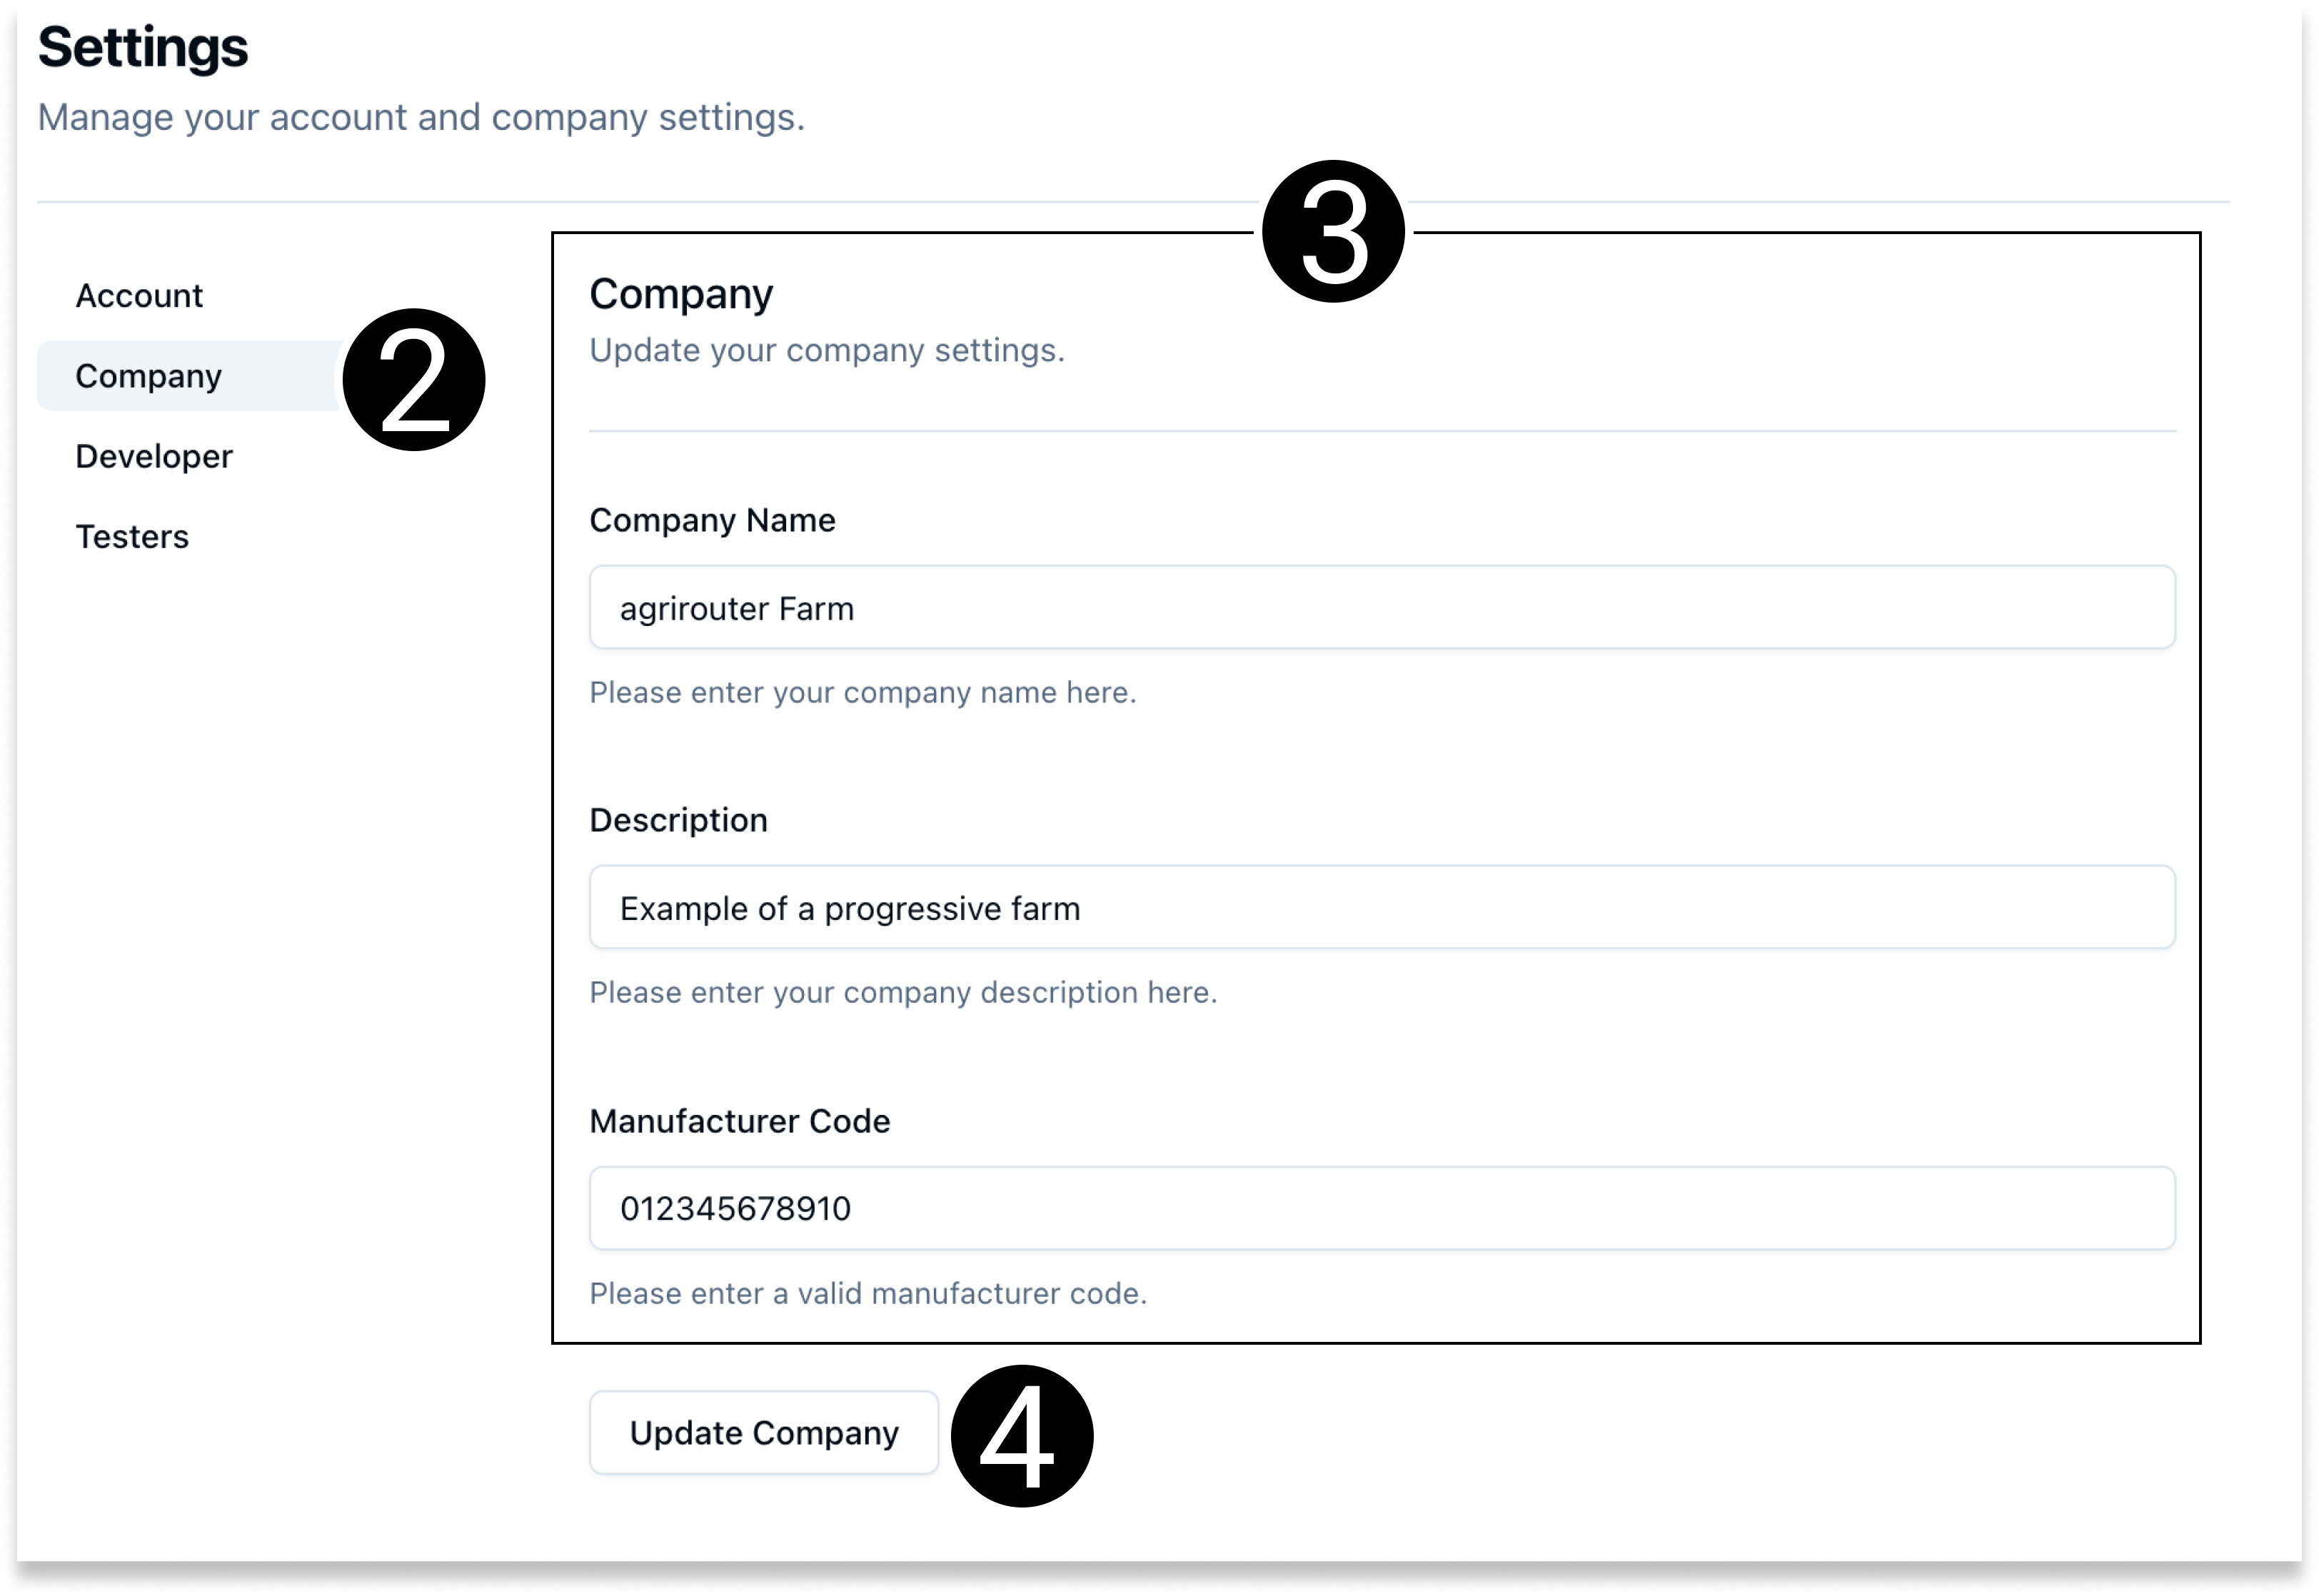 Settings
Manage your account and company settings.
3
Account
Company
2
Developer
Testers
Company
Update your company settings.
Company Name
agrirouter Farm
Please enter your company name here.
Description
Example of a progressive farm
Please enter your company description here.
Manufacturer Code
012345678910
Please enter a valid manufacturer code.
Update Company
4